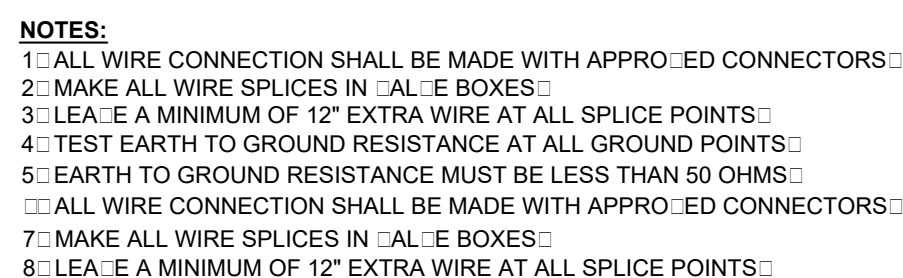 NOTES:
1□ALL WIRE CONNECTION SHALL BE MADE WITH APPRO□ED CONNECTORS□
2□MAKE ALL WIRE SPLICES IN □AL□E BOXES□
3□LEA□E A MINIMUM OF 12" EXTRA WIRE AT ALL SPLICE POINTS□
4□TEST EARTH TO GROUND RESISTANCE AT ALL GROUND POINTS□
5□EARTH TO GROUND RESISTANCE MUST BE LESS THAN 50 OHMS□
□□ALL WIRE CONNECTION SHALL BE MADE WITH APPRO□ED CONNECTORS□
7□MAKE ALL WIRE SPLICES IN □AL□E BOXES□
8□LEA□E A MINIMUM OF 12" EXTRA WIRE AT ALL SPLICE POINTS□